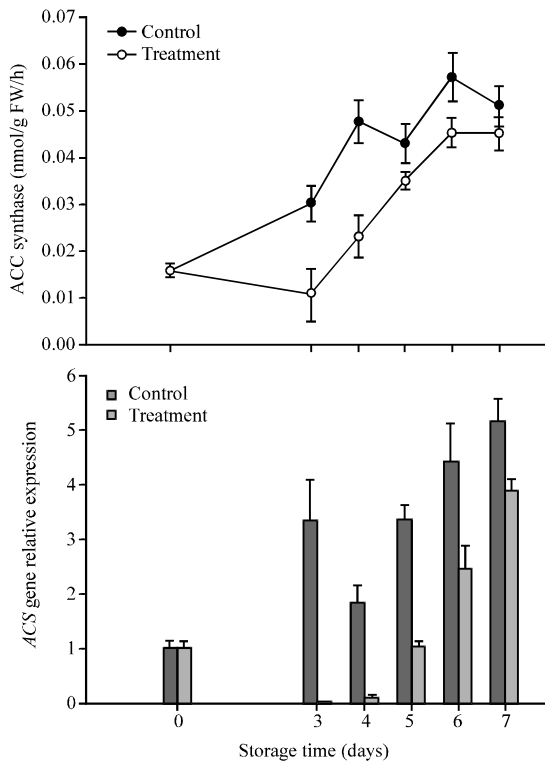 0.07
0.06
0.05
0.04
0.03
0.02
0.01
0.00
ACC synthase (nmol/g FW/h)
Control
Treatment
6
5
4
3
2
1
0
ACS gene relative expression
Control
Treatment
0 3 4 5 6 7
Storage time (days)